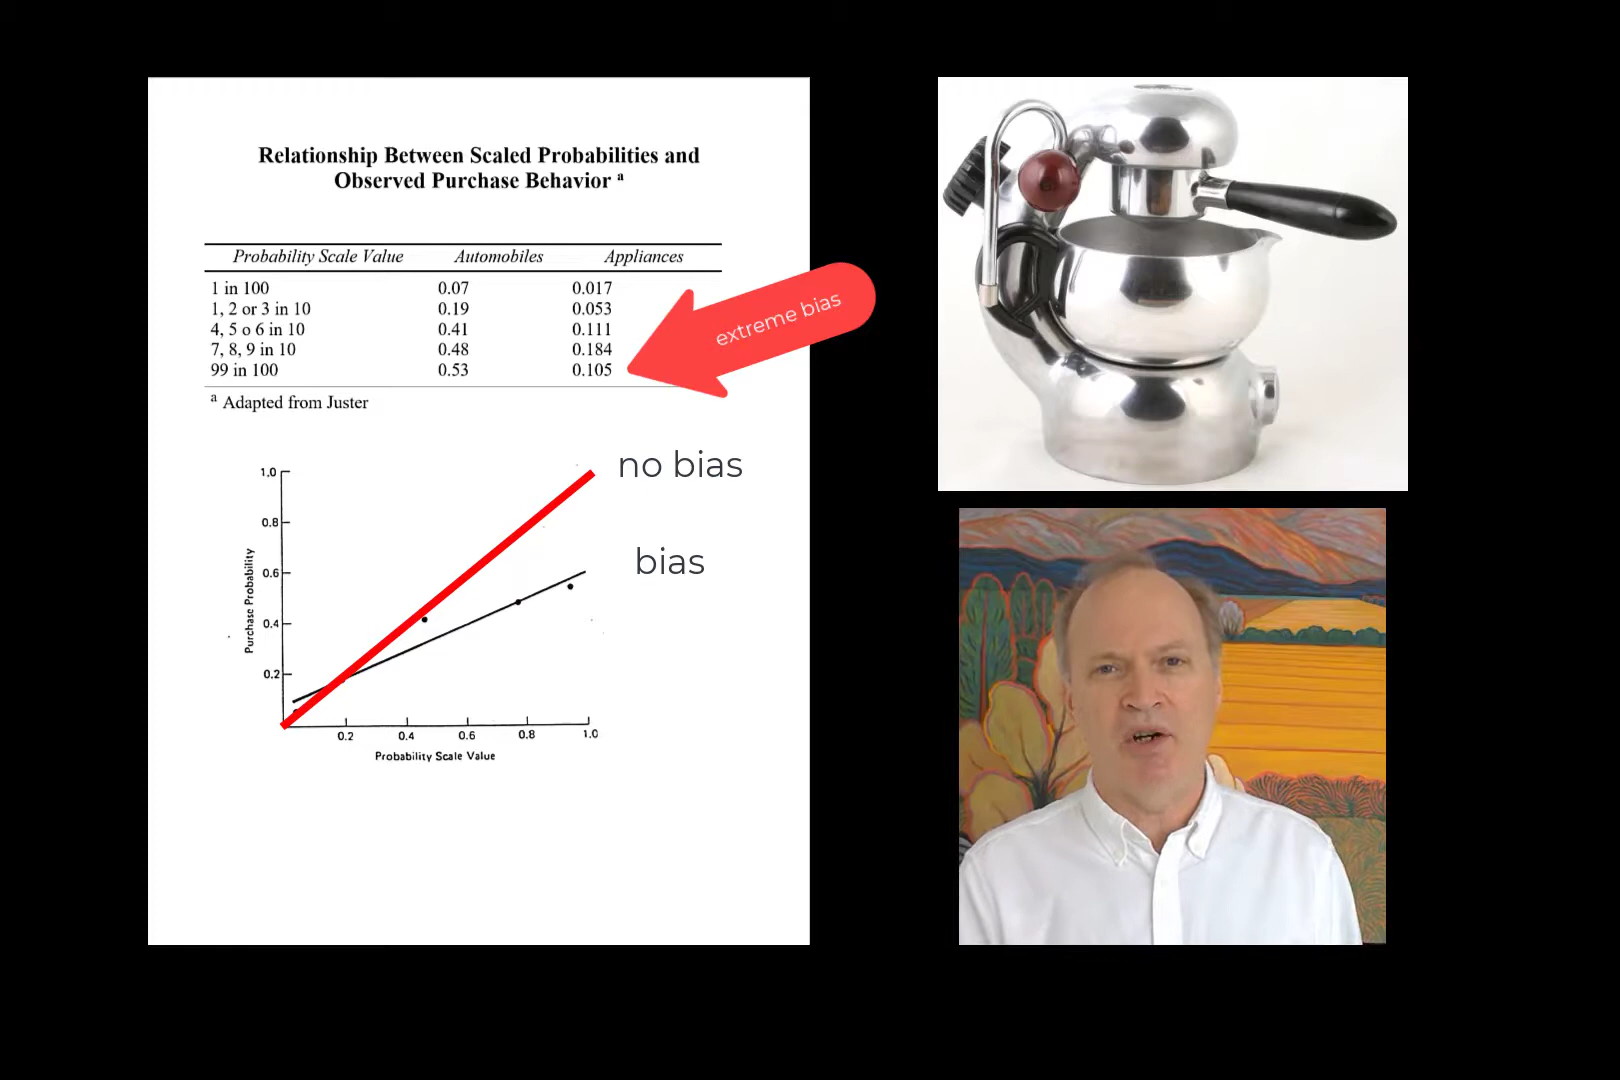 Relationship Between Scaled Probabilities and
Observed Purchase Behavior a
Probability Scale Value Automobiles Appliances
1 in 100 0.07 0.017
1, 2 or 3 in 10 0.19 0.053
4, 5 o 6 in 10 0.41 0.111
7, 8, 9 in 10 0.48 0.184
99 in 100 0.53 0.105
a Adapted from Juster
extreme bias
no bias
bias
1.0
0.8
0.6
0.4
0.2
Purchase Probability
0.2 0.4 0.6 0.8 1.0
Probability Scale Value